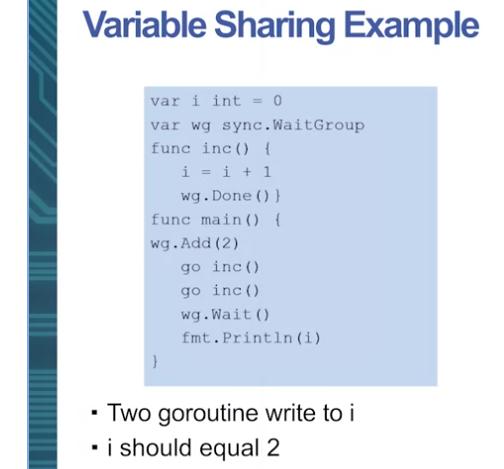 Variable Sharing Example
var i int = 0
var wg sync.WaitGroup
func inc() {
i = i + 1
wg.Done()}
func main() {
wg.Add(2)
go inc()
go inc()
wg.Wait()
fmt.Println(i)
}
▪ Two goroutine write to i
▪ i should equal 2